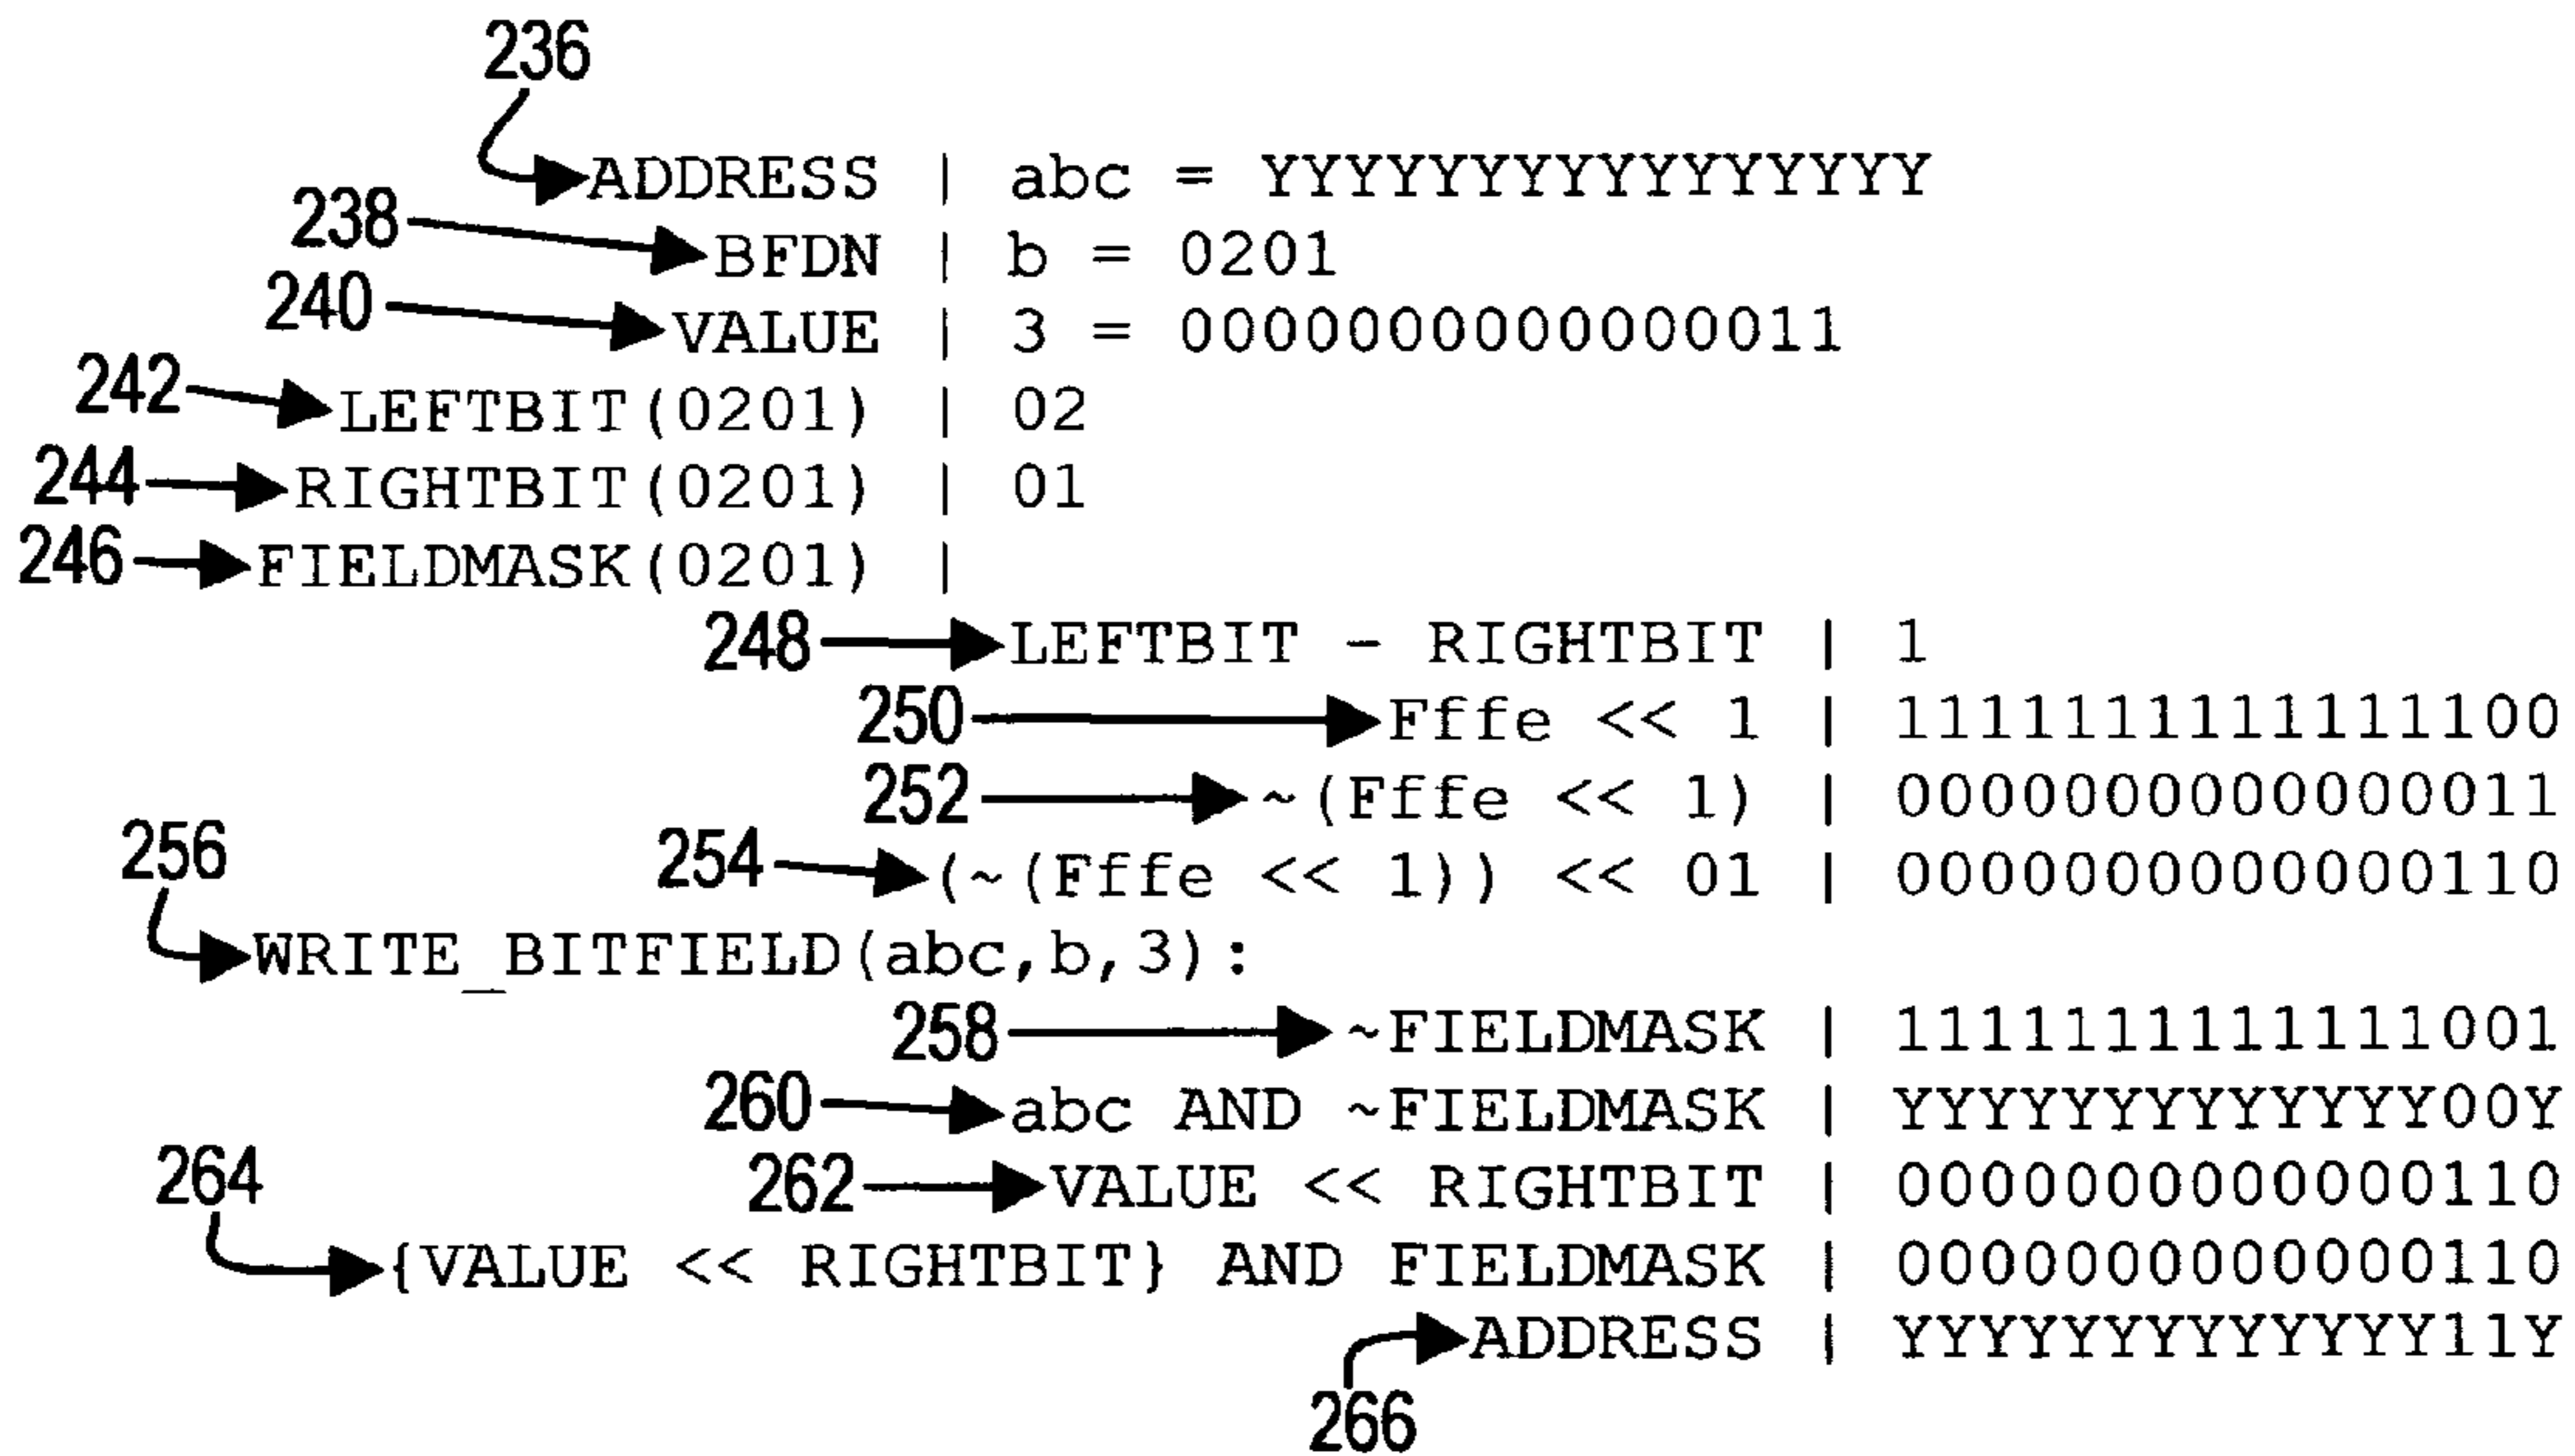 236
ADDRESS | abc = YYYYYYYYYYYYYYYY
238 BFDN | b = 0201
240 VALUE | 3 = 0000000000000011
242 LEFTBIT(0201) | 02
244 RIGHTBIT(0201) | 01
246 FIELDMASK(0201) |
248 LEFTBIT - RIGHTBIT | 1
250 Fffe << 1 | 1111111111111100
252 ~(Fffe << 1) | 0000000000000011
254 (~(Fffe << 1)) << 01 | 0000000000000110
256
WRITE_BITFIELD(abc,b,3):
258 ~FIELDMASK | 1111111111111001
260 abc AND ~FIELDMASK | YYYYYYYYYYYYY00Y
262 VALUE << RIGHTBIT | 0000000000000110
264
{VALUE << RIGHTBIT} AND FIELDMASK | 0000000000000110
ADDRESS | YYYYYYYYYYYYY11Y
266